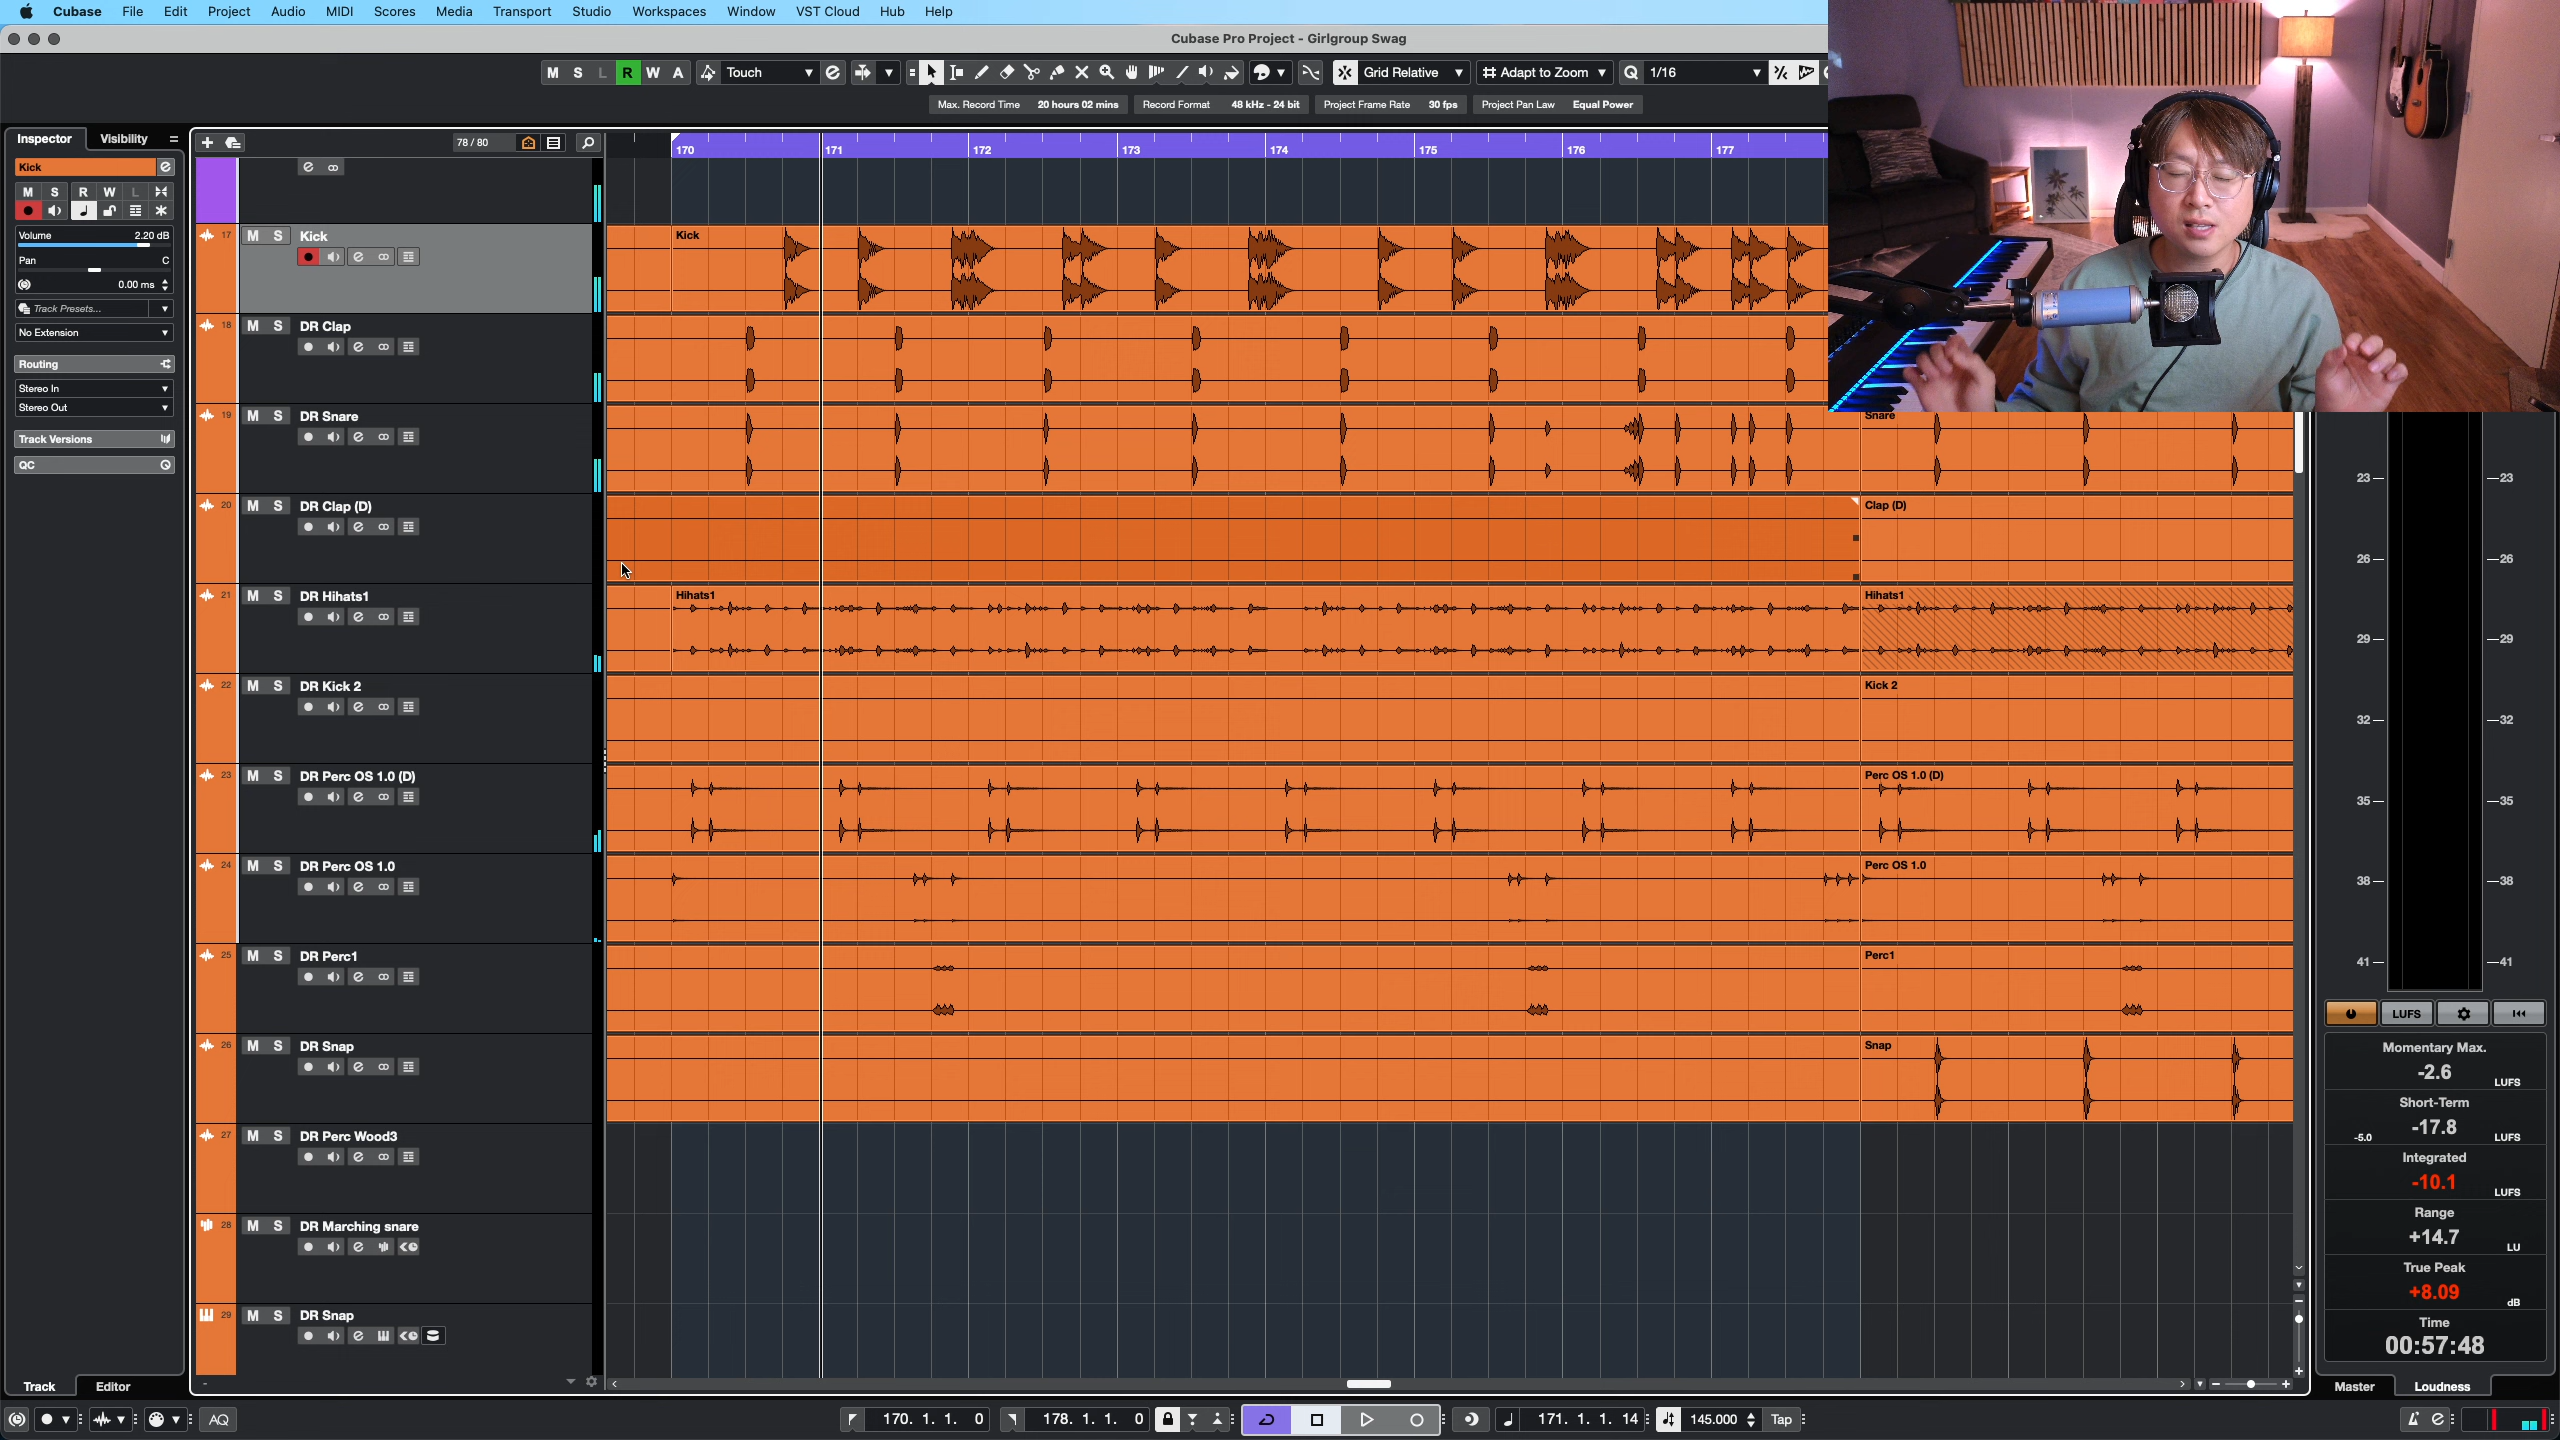 Cubase File Edit Project Audio MIDI Scores Media Transport Studio Workspaces Window VST Cloud Hub Help
Cubase Pro Project - Girlgroup Swag
M S L R W A Touch Grid Relative Adapt to Zoom Q 1/16
Max. Record Time 20 hours 02 mins Record Format 48 kHz - 24 bit Project Frame Rate 30 fps Project Pan Law Equal Power
Inspector Visibility
78 / 80
170 171 172 173 174 175 176 177
Kick
M S R W L
Volume 2.20 dB
Pan C
0.00 ms
Track Presets...
No Extension
Routing
Stereo In
Stereo Out
Track Versions
QC
17 M S Kick
Kick
18 M S DR Clap
19 M S DR Snare
Snare
20 M S DR Clap (D)
Clap (D)
21 M S DR Hihats1
Hihats1 Hihats1
22 M S DR Kick 2
Kick 2
23 M S DR Perc OS 1.0 (D)
Perc OS 1.0 (D)
24 M S DR Perc OS 1.0
Perc OS 1.0
25 M S DR Perc1
Perc1
26 M S DR Snap
Snap
27 M S DR Perc Wood3
28 M S DR Marching snare
29 M S DR Snap
23 23
26 26
29 29
32 32
35 35
38 38
41 41
LUFS
Momentary Max.
-2.6 LUFS
Short-Term
-5.0 -17.8 LUFS
Integrated
-10.1 LUFS
Range
+14.7 LU
True Peak
+8.09 dB
Time
00:57:48
Track Editor
Master Loudness
AQ 170. 1. 1. 0 178. 1. 1. 0 171. 1. 1. 14 145.000 Tap